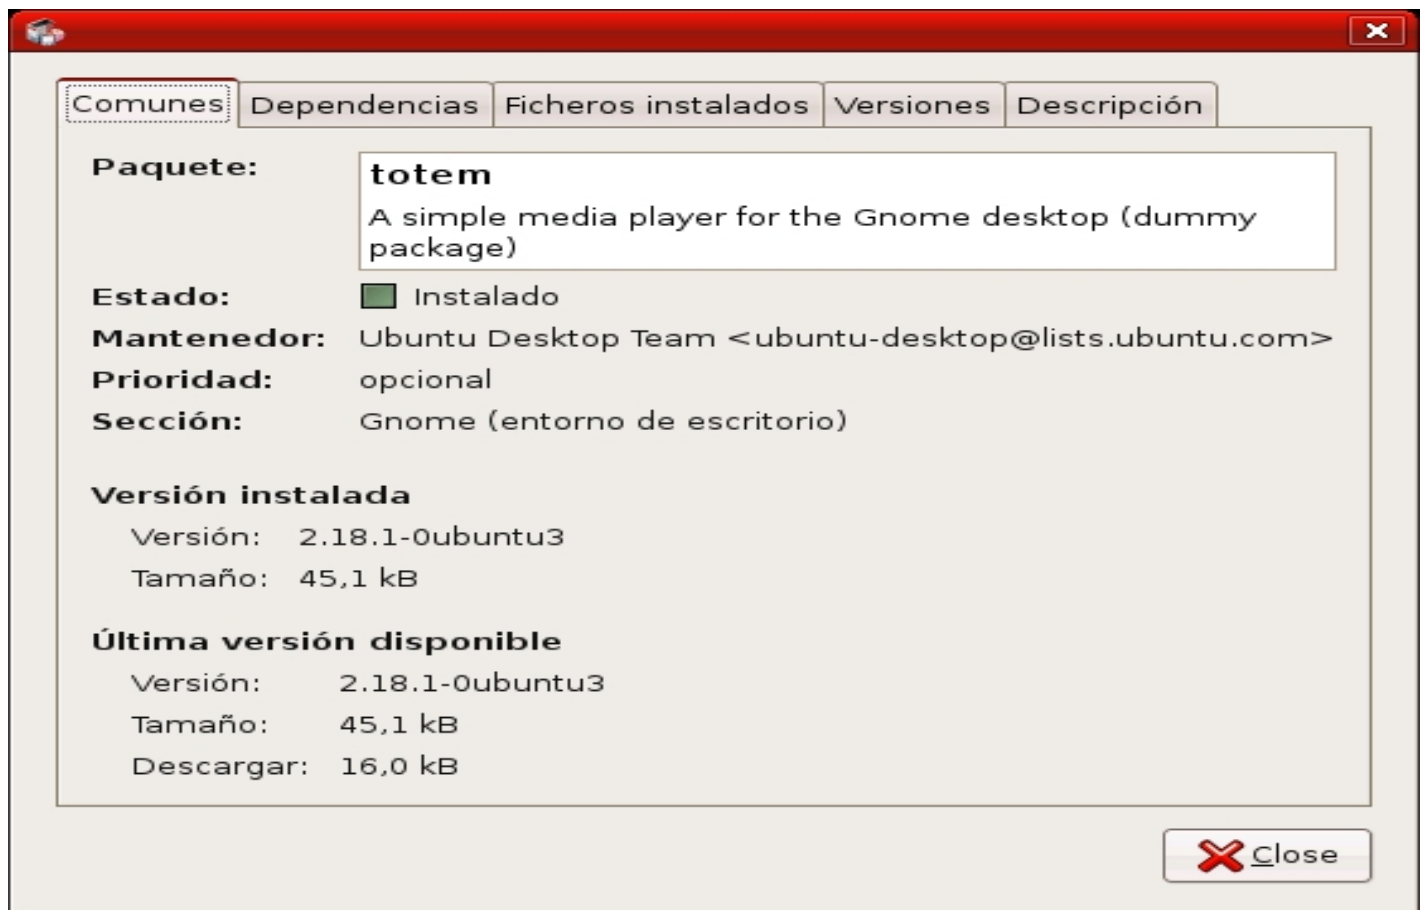 Comunes Dependencias Ficheros instalados Versiones Descripción
Paquete: totem
A simple media player for the Gnome desktop (dummy
package)
Estado: Instalado
Mantenedor: Ubuntu Desktop Team <ubuntu-desktop@lists.ubuntu.com>
Prioridad: opcional
Sección: Gnome (entorno de escritorio)
Versión instalada
Versión: 2.18.1-0ubuntu3
Tamaño: 45,1 kB
Última versión disponible
Versión: 2.18.1-0ubuntu3
Tamaño: 45,1 kB
Descargar: 16,0 kB
Close